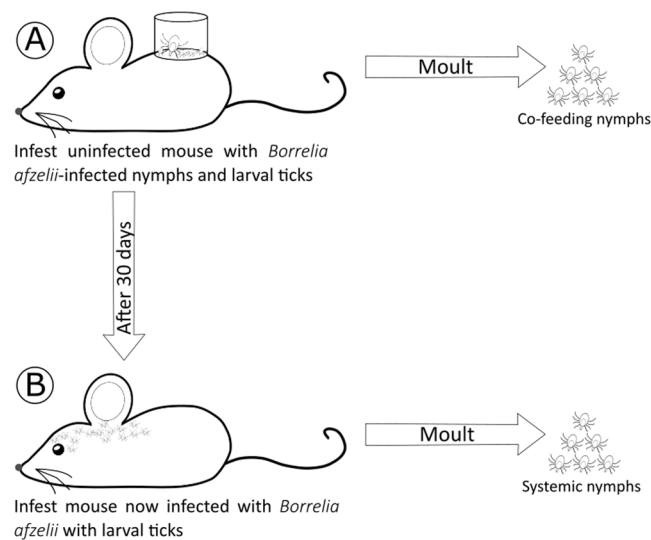 A
Moult
Co-feeding nymphs
Infest uninfected mouse with Borrelia
afzelii-infected nymphs and larval ticks
After 30 days
B
Moult
Systemic nymphs
Infest mouse now infected with Borrelia
afzelii with larval ticks